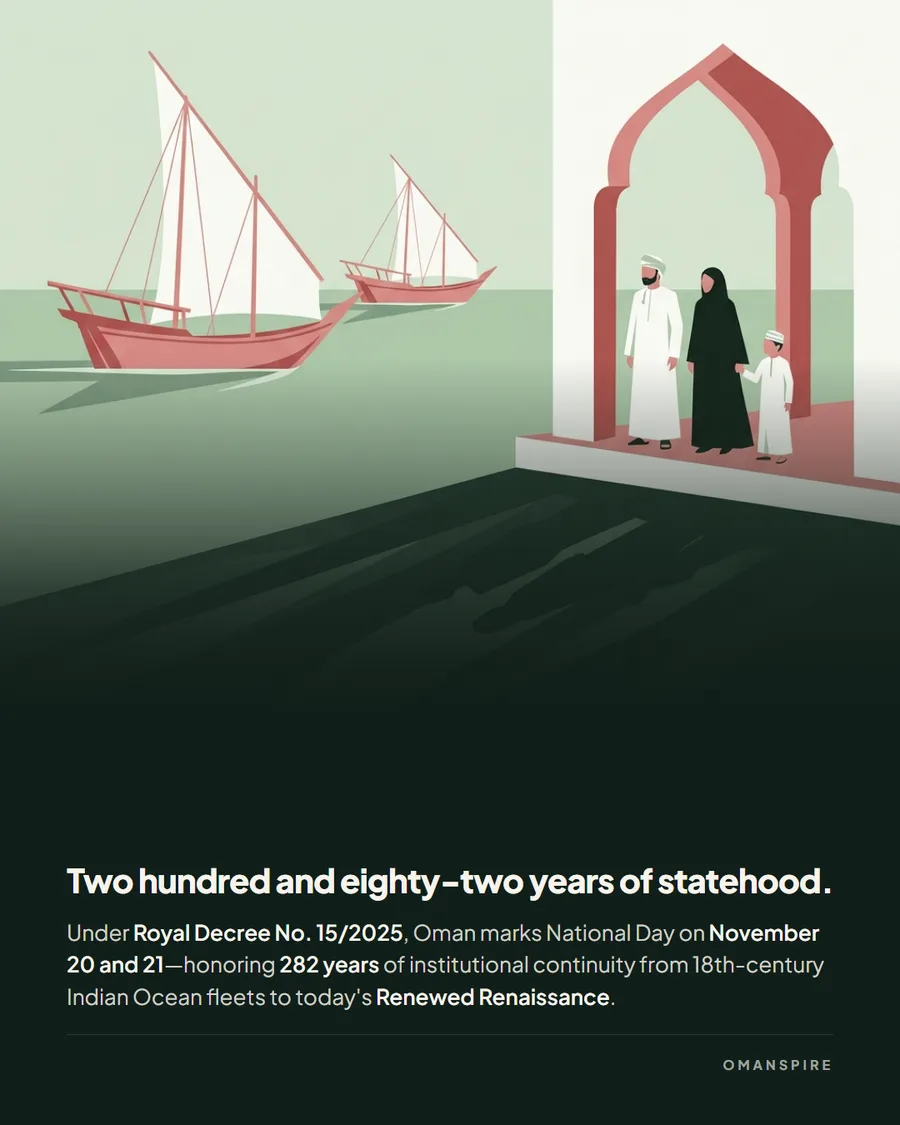 Two hundred and eighty-two years of statehood.
Under Royal Decree No. 15/2025, Oman marks National Day on November
20 and 21—honoring 282 years of institutional continuity from 18th-century
Indian Ocean fleets to today's Renewed Renaissance.
OMANSPIRE